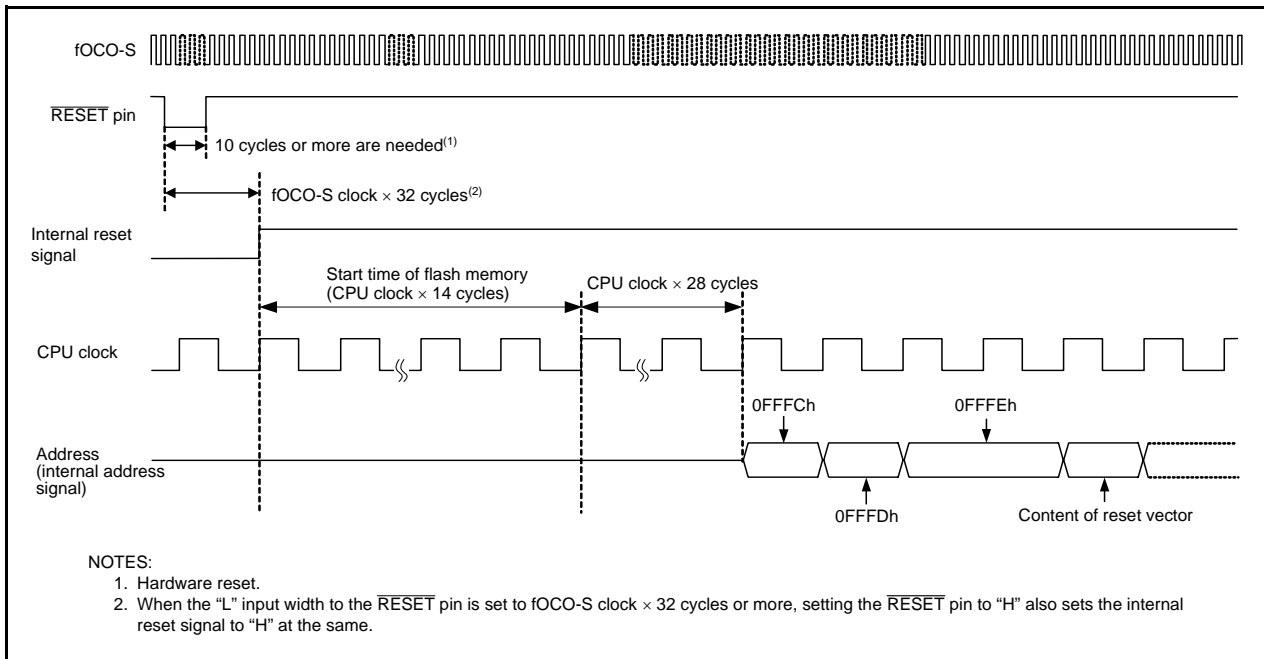 fOCO-S
RESET pin
10 cycles or more are needed(1)
fOCO-S clock × 32 cycles(2)
Internal reset
signal
Start time of flash memory
(CPU clock × 14 cycles)
CPU clock × 28 cycles
CPU clock
0FFFCh
0FFFEh
Address
(internal address
signal)
0FFFDh
Content of reset vector
NOTES:
1. Hardware reset.
2. When the “L” input width to the RESET pin is set to fOCO-S clock × 32 cycles or more, setting the RESET pin to “H” also sets the internal
reset signal to “H” at the same.